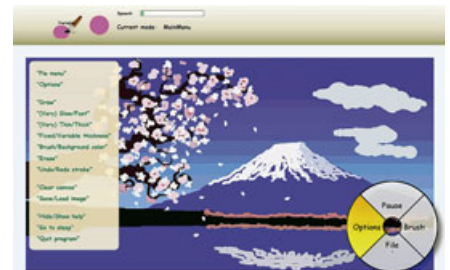 Speech:
Current mode: MainMenu
"Pie menu"
"Options"
"Draw"
"(Very) Slow/Fast"
"(Very) Thin/Thick"
"Fixed/Variable thickness"
"Brush/Background color"
"Erase"
"Undo/Redo stroke"
"Clear canvas"
"Save/Load image"
"Hide/Show help"
"Go to sleep"
"Quit program"
Pause
Options
Brush
File